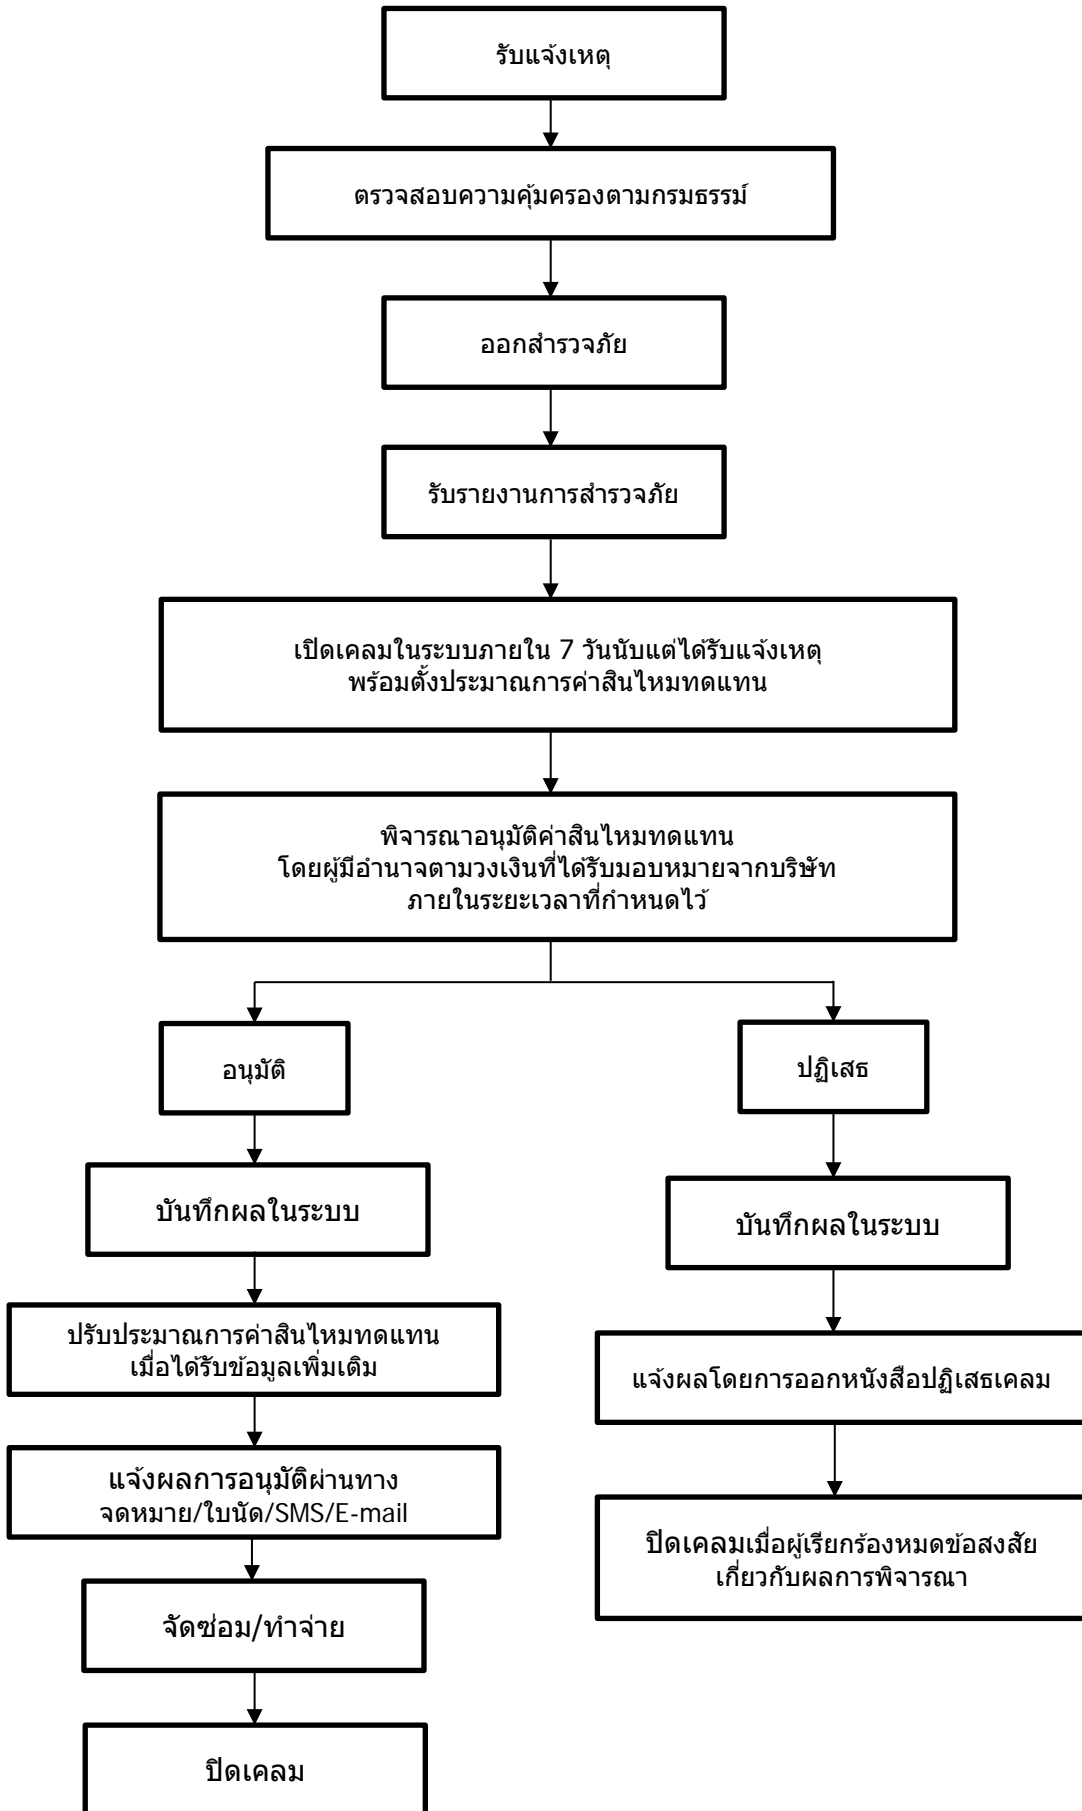 รับแจ้งเหตุ
ตรวจสอบความคุ้มครองตามกรมธรรม์
ออกสำรวจภัย
รับรายงานการสำรวจภัย
เปิดเคลมในระบบภายใน 7 วันนับแต่ได้รับแจ้งเหตุ
พร้อมตั้งประมาณการค่าสินไหมทดแทน
พิจารณาอนุมัติค่าสินไหมทดแทน
โดยผู้มีอำนาจตามวงเงินที่ได้รับมอบหมายจากบริษัท
ภายในระยะเวลาที่กำหนดไว้
อนุมัติ
บันทึกผลในระบบ
ปรับประมาณการค่าสินไหมทดแทน
เมื่อได้รับข้อมูลเพิ่มเติม
แจ้งผลการอนุมัติผ่านทาง
จดหมาย/ใบนัด/SMS/E-mail
จัดซ่อม/ทำจ่าย
ปิดเคลม
ปฏิเสธ
บันทึกผลในระบบ
แจ้งผลโดยการออกหนังสือปฏิเสธเคลม
ปิดเคลมเมื่อผู้เรียกร้องหมดข้อสงสัย
เกี่ยวกับผลการพิจารณา